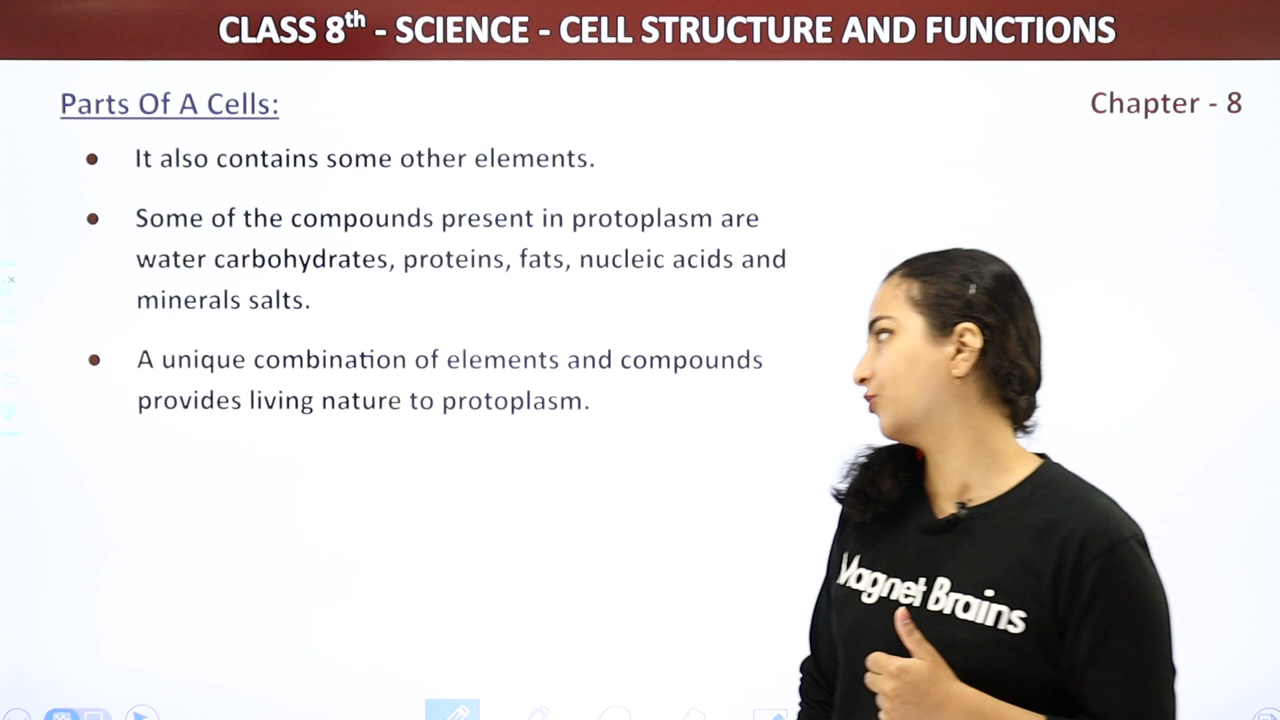 CLASS 8th - SCIENCE - CELL STRUCTURE AND FUNCTIONS
Parts Of A Cells:
Chapter - 8
● It also contains some other elements.
● Some of the compounds present in protoplasm are
water carbohydrates, proteins, fats, nucleic acids and
minerals salts.
● A unique combination of elements and compounds
provides living nature to protoplasm.
Magnet Brains